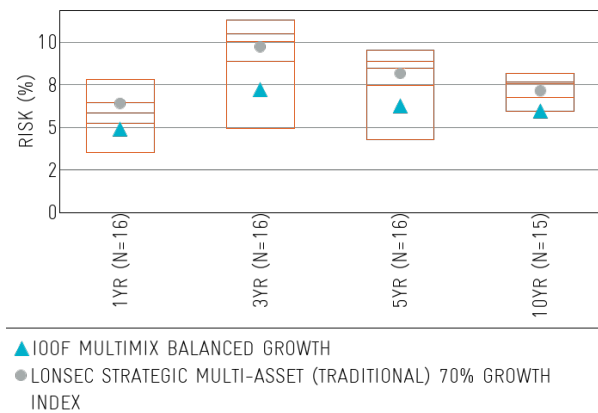 RISK (%)
10
8
5
2
0
1YR (N=16)
3YR (N=16)
5YR (N=16)
10YR (N=15)
IOOF MULTIMIX BALANCED GROWTH
LONSEC STRATEGIC MULTI-ASSET (TRADITIONAL) 70% GROWTH
INDEX